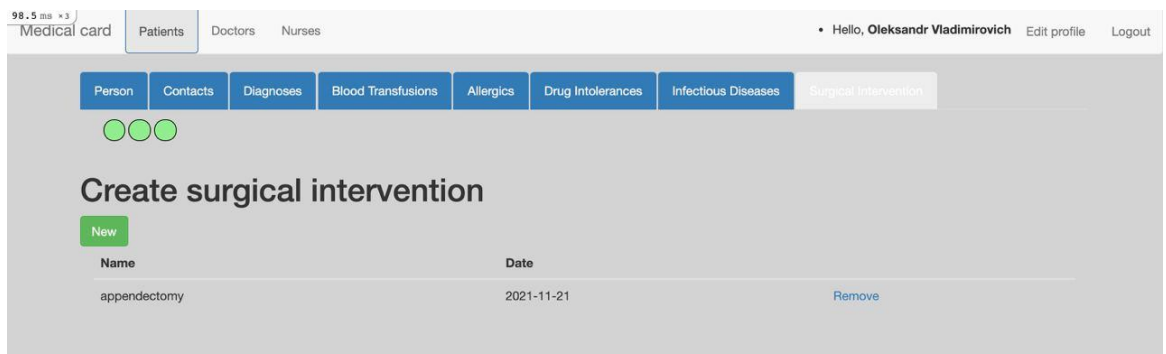 98.5 ms ×3
Medical card Patients Doctors Nurses • Hello, Oleksandr Vladimirovich Edit profile Logout
Person Contacts Diagnoses Blood Transfusions Allergics Drug Intolerances Infectious Diseases Surgical Intervention
Create surgical intervention
New
Name Date
appendectomy 2021-11-21 Remove